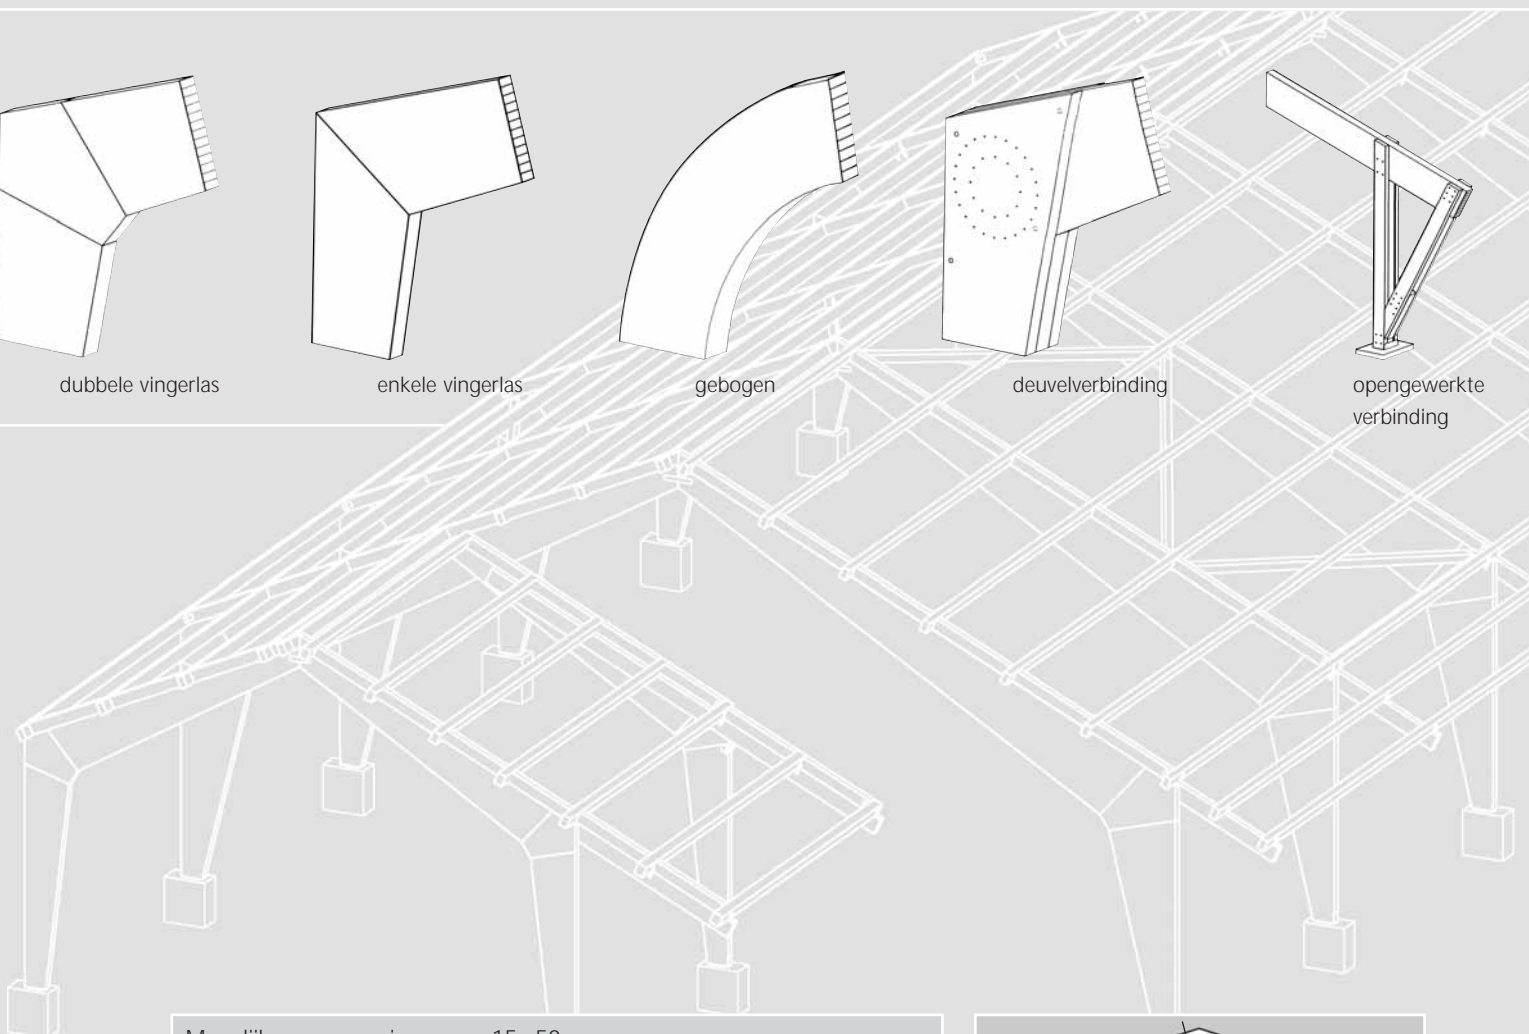 dubbele vingerlas
enkele vingerlas
gebogen
deuvelverbinding
opengewerkte
verbinding